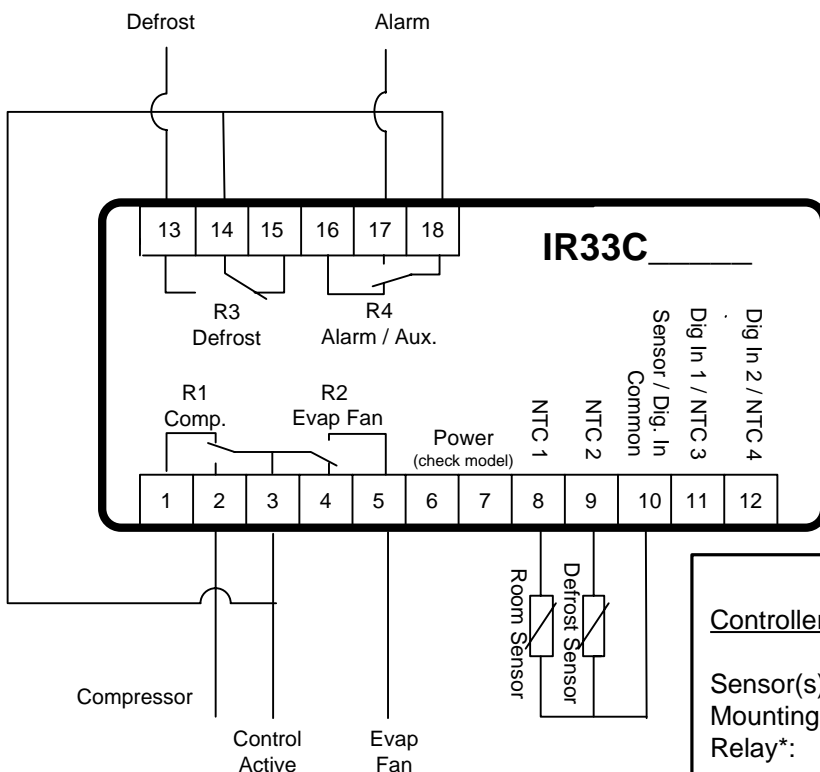 Defrost
Alarm
13 14 15 16 17 18
IR33C_____
R3
Defrost
R4
Alarm / Aux.
R1
Comp.
R2
Evap Fan
Power
(check model)
NTC 1
NTC 2
Sensor / Dig. In
Common
Dig In 1 / NTC 3
Dig In 2 / NTC 4
1 2 3 4 5 6 7 8 9 10 11 12
Room Sensor
Defrost Sensor
Compressor
Control
Active
Evap
Fan
Controller
Sensor(s)
Mounting
Relay*: